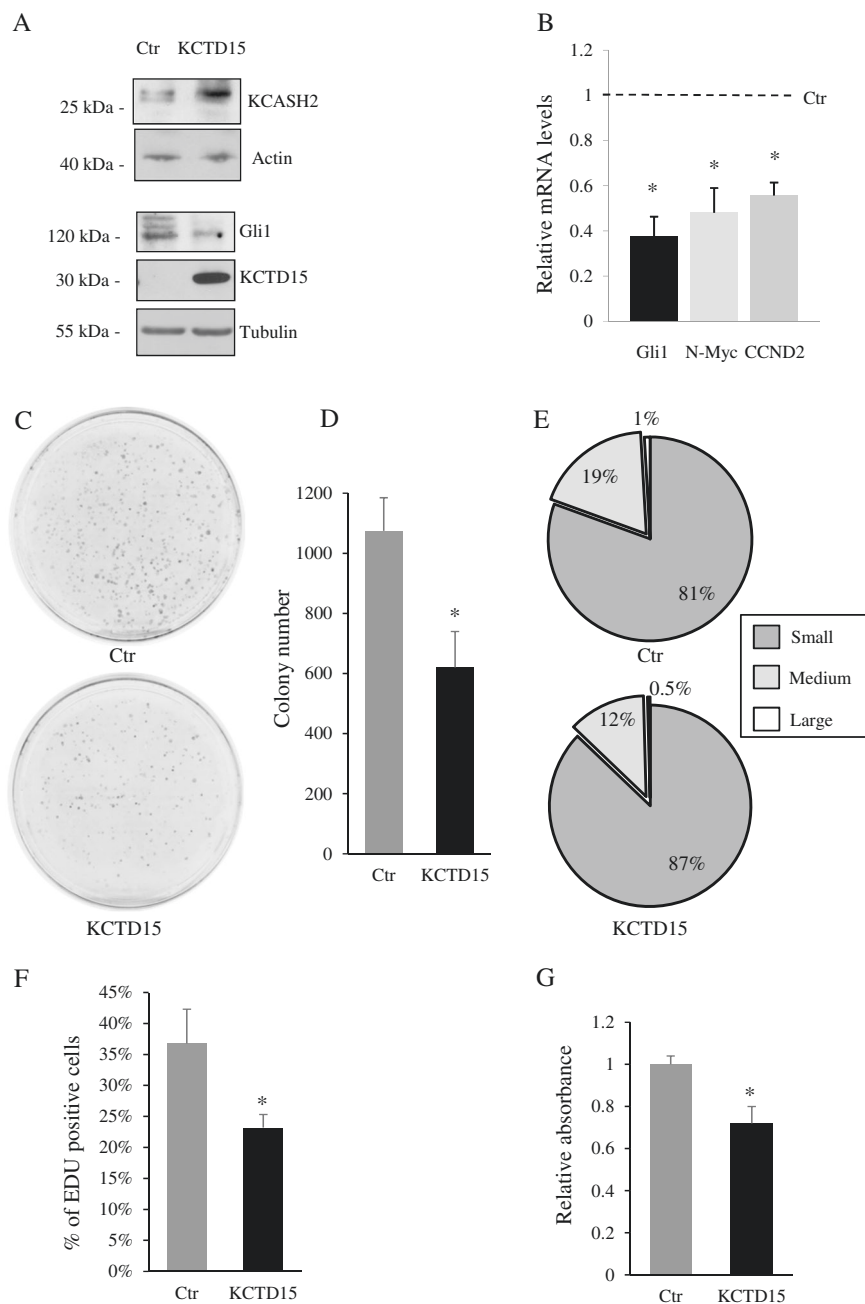 A
Ctr KCTD15
25 kDa -
KCASH2
40 kDa -
Actin
120 kDa -
Gli1
30 kDa -
KCTD15
55 kDa -
Tubulin
B
Relative mRNA levels
1.2
1
0.8
0.6
0.4
0.2
0
Ctr
* * *
Gli1 N-Myc CCND2
C
Ctr
KCTD15
D
Colony number
1200
1000
800
600
400
200
0
*
Ctr KCTD15
E
1%
19%
81%
Ctr
Small
Medium
Large
0.5%
12%
87%
KCTD15
F
% of EDU positive cells
45%
40%
35%
30%
25%
20%
15%
10%
5%
0%
*
Ctr KCTD15
G
Relative absorbance
1.2
1
0.8
0.6
0.4
0.2
0
*
Ctr KCTD15